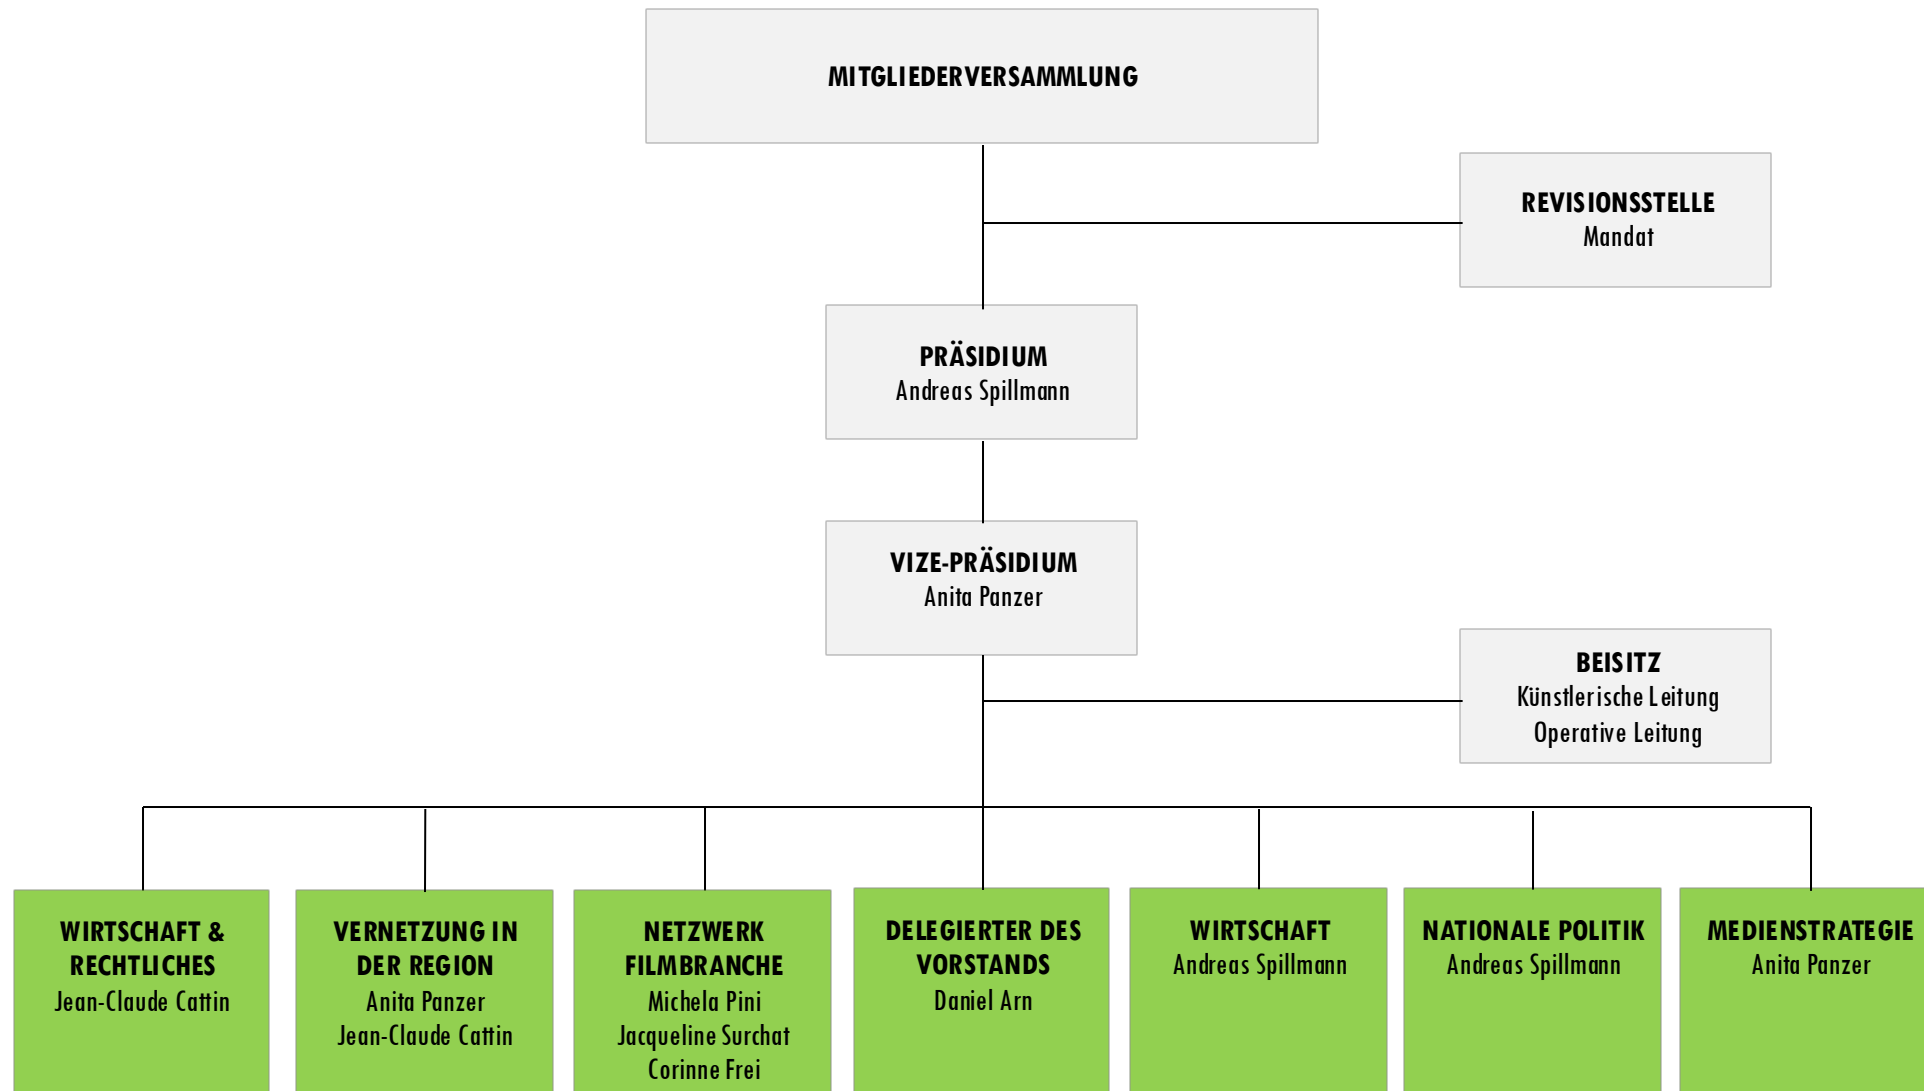 MITGLIEDERVERSAMMLUNG
REVISIONSSTELLE
Mandat
PRÄSIDIUM
Andreas Spillmann
VIZE-PRÄSIDIUM
Anita Panzer
BEISITZ
Künstlerische Leitung
Operative Leitung
WIRTSCHAFT &
RECHTLICHES
Jean-Claude Cattin
VERNETZUNG IN
DER REGION
Anita Panzer
Jean-Claude Cattin
NETZWERK
FILMBRANCHE
Michela Pini
Jacqueline Surchat
Corinne Frei
DELEGIERTER DES
VORSTANDS
Daniel Arn
WIRTSCHAFT
Andreas Spillmann
NATIONALE POLITIK
Andreas Spillmann
MEDIENSTRATEGIE
Anita Panzer